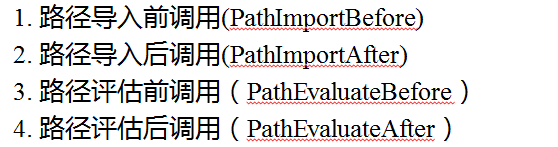 1. 路径导入前调用(PathImportBefore)
2. 路径导入后调用(PathImportAfter)
3. 路径评估前调用（PathEvaluateBefore）
4. 路径评估后调用（PathEvaluateAfter）